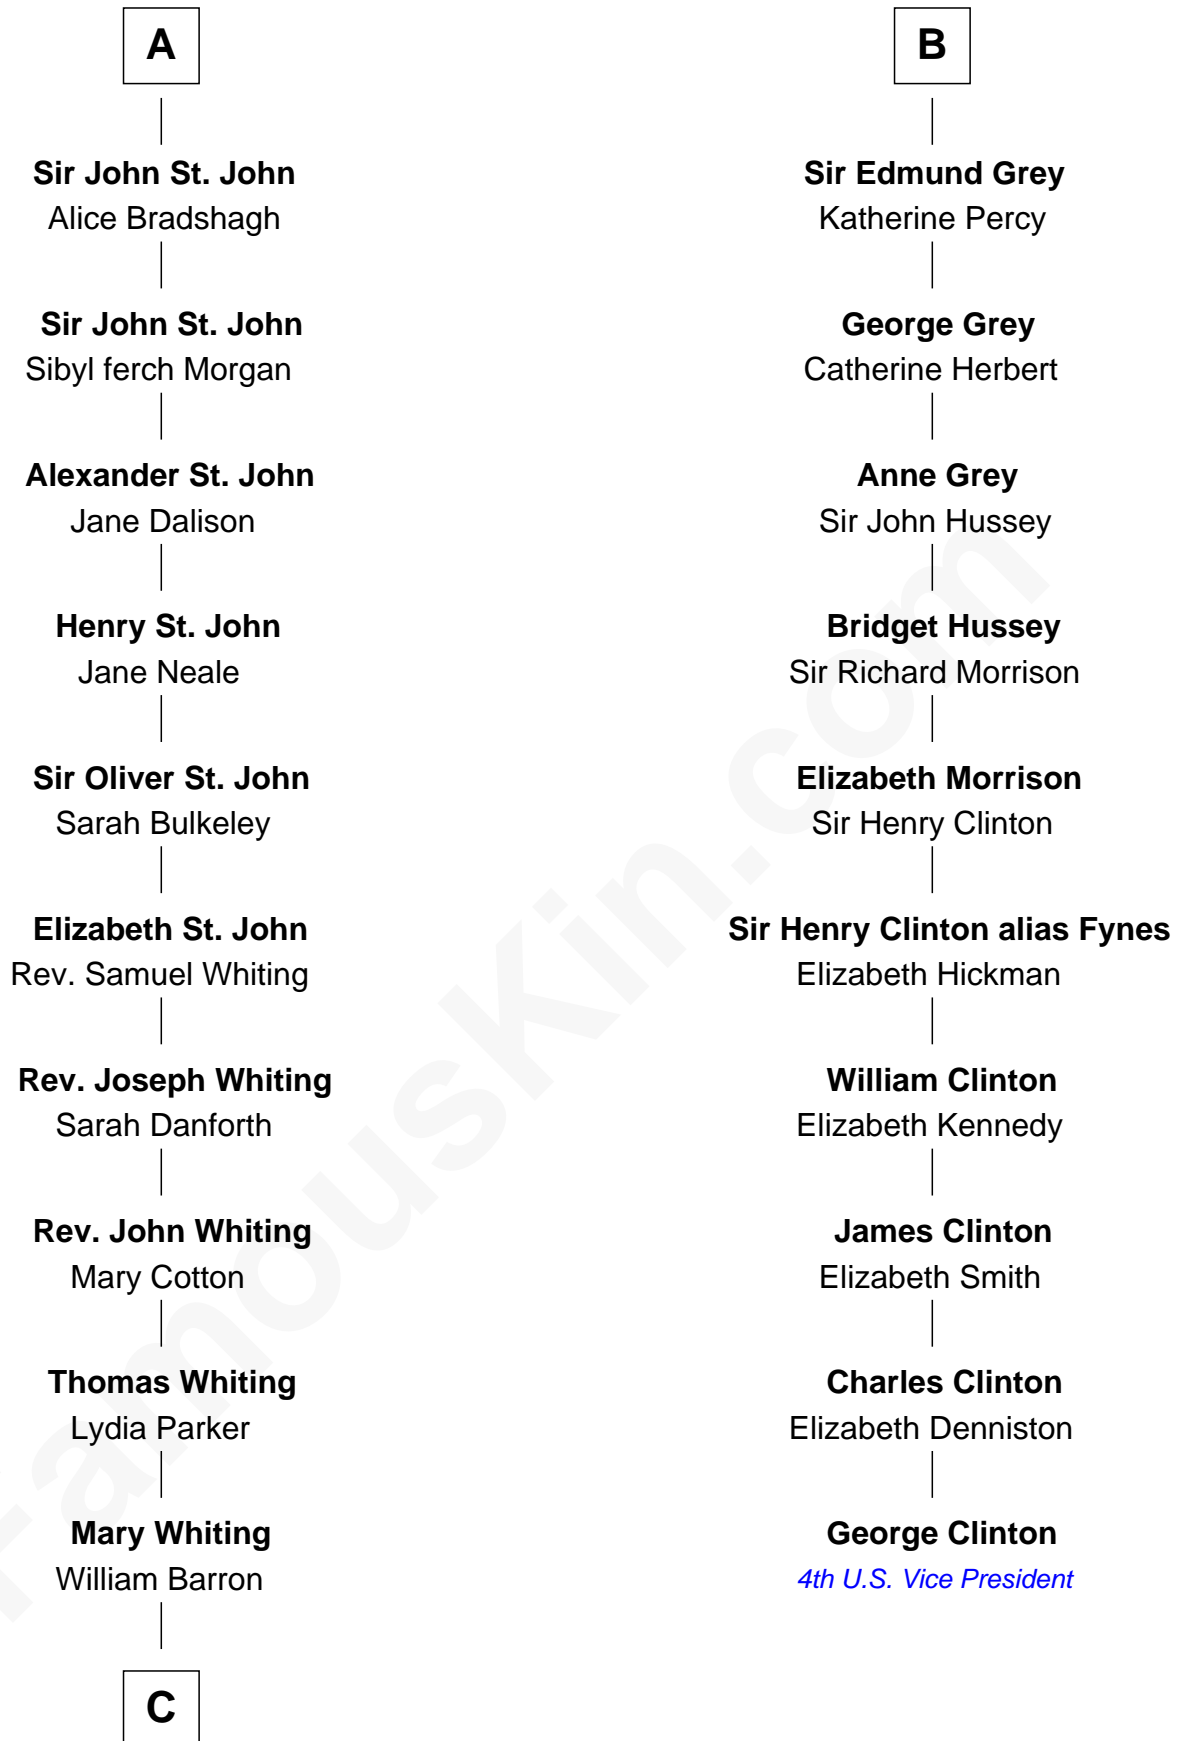 A
Sir John St. John
Alice Bradshagh
Sir John St. John
Sibyl ferch Morgan
Alexander St. John
Jane Dalison
Henry St. John
Jane Neale
Sir Oliver St. John
Sarah Bulkeley
Elizabeth St. John
Rev. Samuel Whiting
Rev. Joseph Whiting
Sarah Danforth
Rev. John Whiting
Mary Cotton
Thomas Whiting
Lydia Parker
Mary Whiting
William Barron
C
B
Sir Edmund Grey
Katherine Percy
George Grey
Catherine Herbert
Anne Grey
Sir John Hussey
Bridget Hussey
Sir Richard Morrison
Elizabeth Morrison
Sir Henry Clinton
Sir Henry Clinton alias Fynes
Elizabeth Hickman
William Clinton
Elizabeth Kennedy
James Clinton
Elizabeth Smith
Charles Clinton
Elizabeth Denniston
George Clinton
4th U.S. Vice President
FamousKin.com